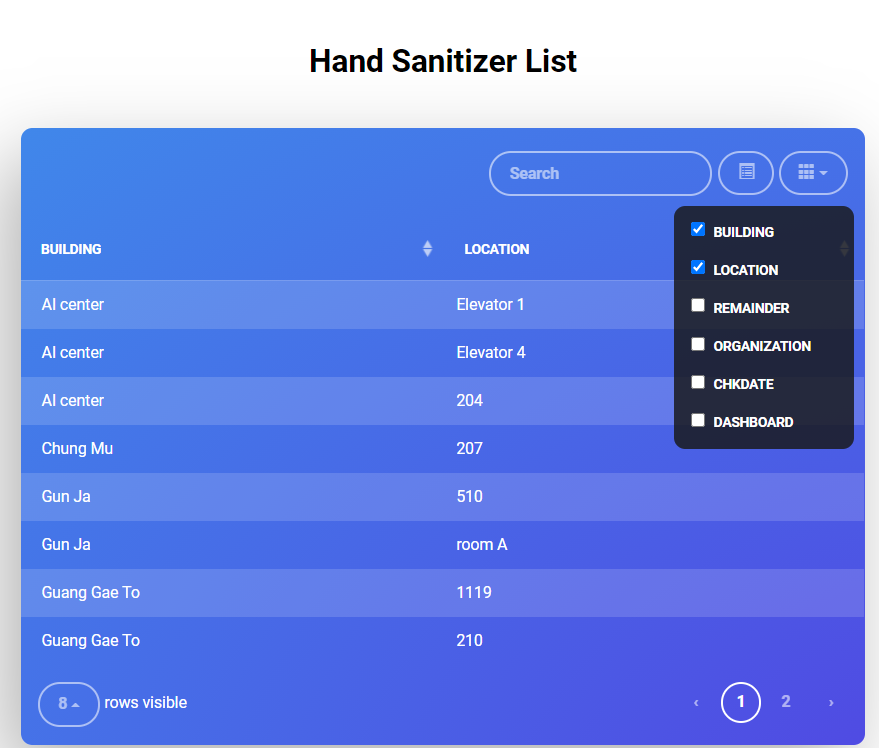 Hand Sanitizer List
Search
BUILDING LOCATION
BUILDING
LOCATION
REMAINDER
ORGANIZATION
CHKDATE
DASHBOARD
AI center Elevator 1
AI center Elevator 4
AI center 204
Chung Mu 207
Gun Ja 510
Gun Ja room A
Guang Gae To 1119
Guang Gae To 210
8 rows visible ‹ 1 2 ›